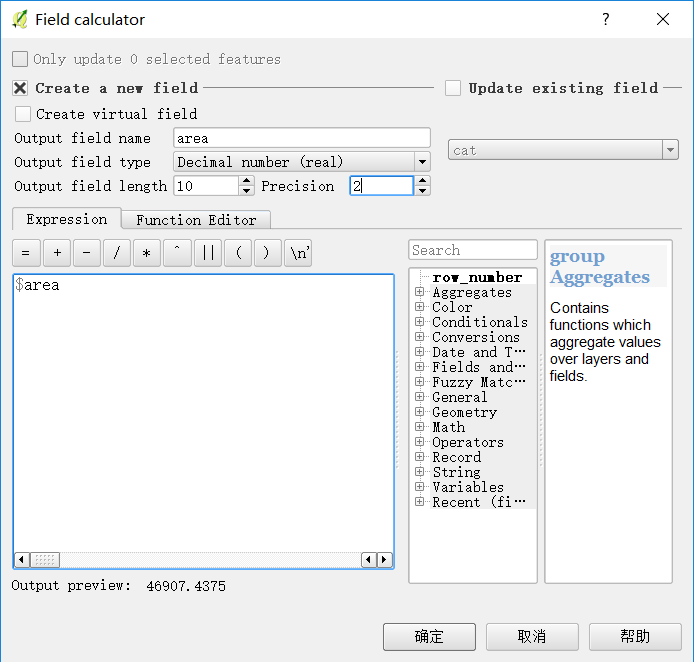 Field calculator
?
Only update 0 selected features
Create a new field
Update existing field
Create virtual field
Output field name area
cat
Output field type Decimal number (real)
Output field length 10 Precision 2
Expression Function Editor
= + - / * ^ || ( ) \n'
Search
$area
row_number
Aggregates
Color
Conditionals
Conversions
Date and T…
Fields and…
Fuzzy Matc…
General
Geometry
Math
Operators
Record
String
Variables
Recent (fi…
group
Aggregates
Contains
functions which
aggregate values
over layers and
fields.
Output preview: 46907.4375
确定 取消 帮助